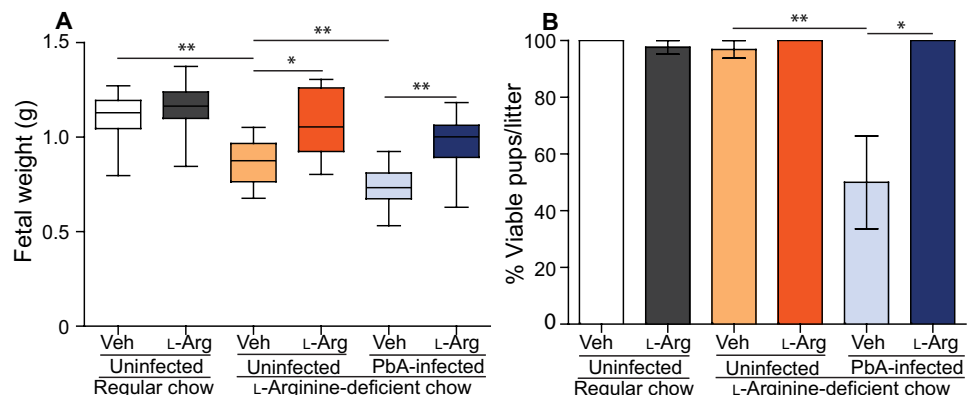 A
Fetal weight (g)
1.5
1.0
0.5
0
** ** * **
Veh L-Arg Veh L-Arg Veh L-Arg
Uninfected Uninfected PbA-infected
Regular chow L-Arginine-deficient chow
B
% Viable pups/litter
100
80
60
40
20
0
** *
Veh L-Arg Veh L-Arg Veh L-Arg
Uninfected Uninfected PbA-infected
Regular chow L-Arginine-deficient chow